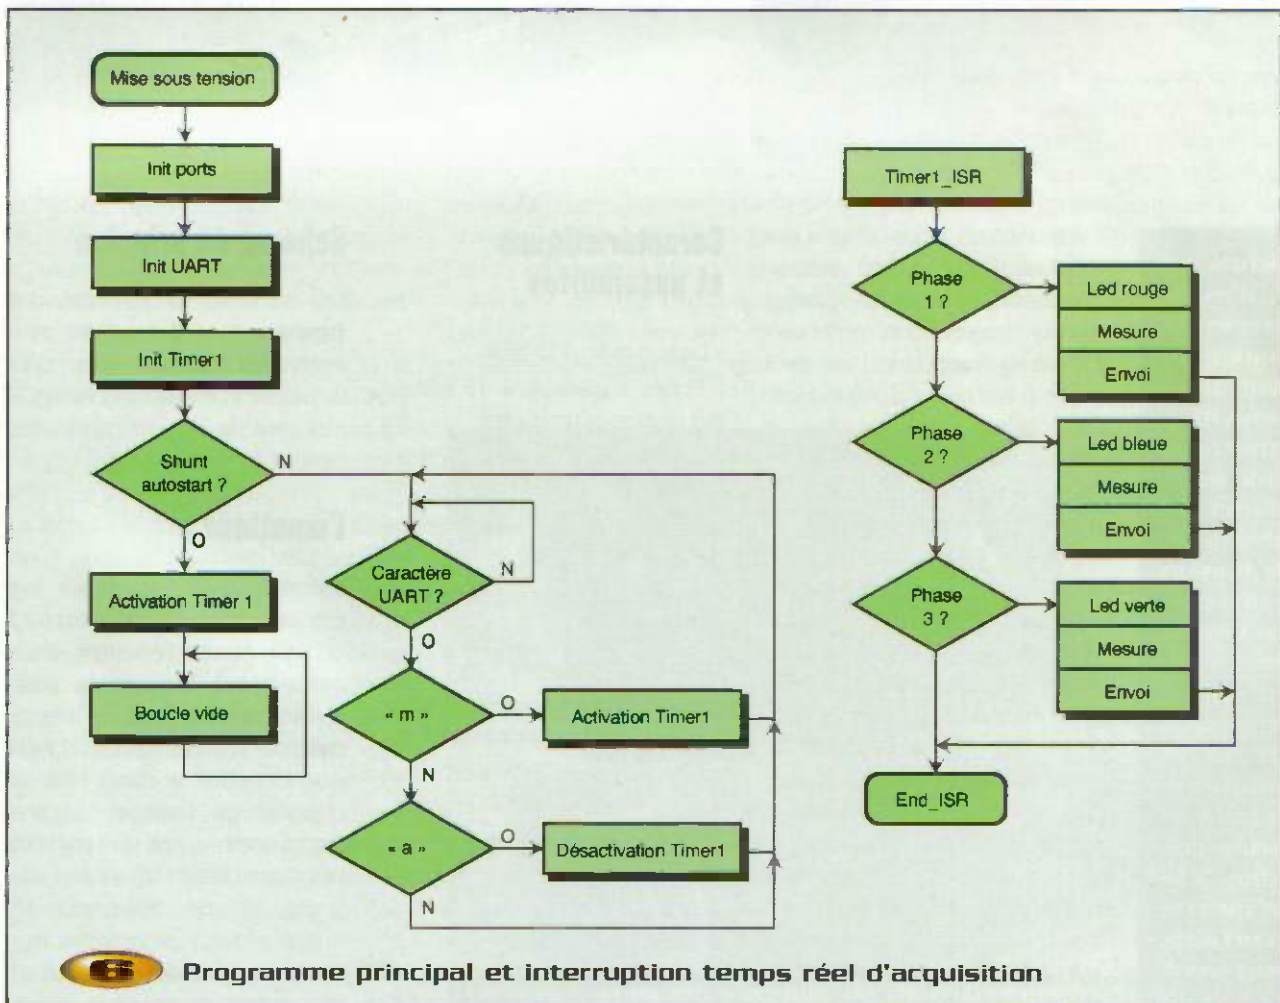 Mise sous tension
Init ports
Init UART
Init Timer1
Shunt
autostart ?
N
O
Activation Timer 1
Boucle vide
Caractère
UART ?
N
O
« m »
O
Activation Timer1
N
« a »
O
Désactivation Timer1
N
Timer1_ISR
Phase
1 ?
Led rouge
Mesure
Envoi
Phase
2 ?
Led bleue
Mesure
Envoi
Phase
3 ?
Led verte
Mesure
Envoi
End_ISR
6 Programme principal et interruption temps réel d'acquisition